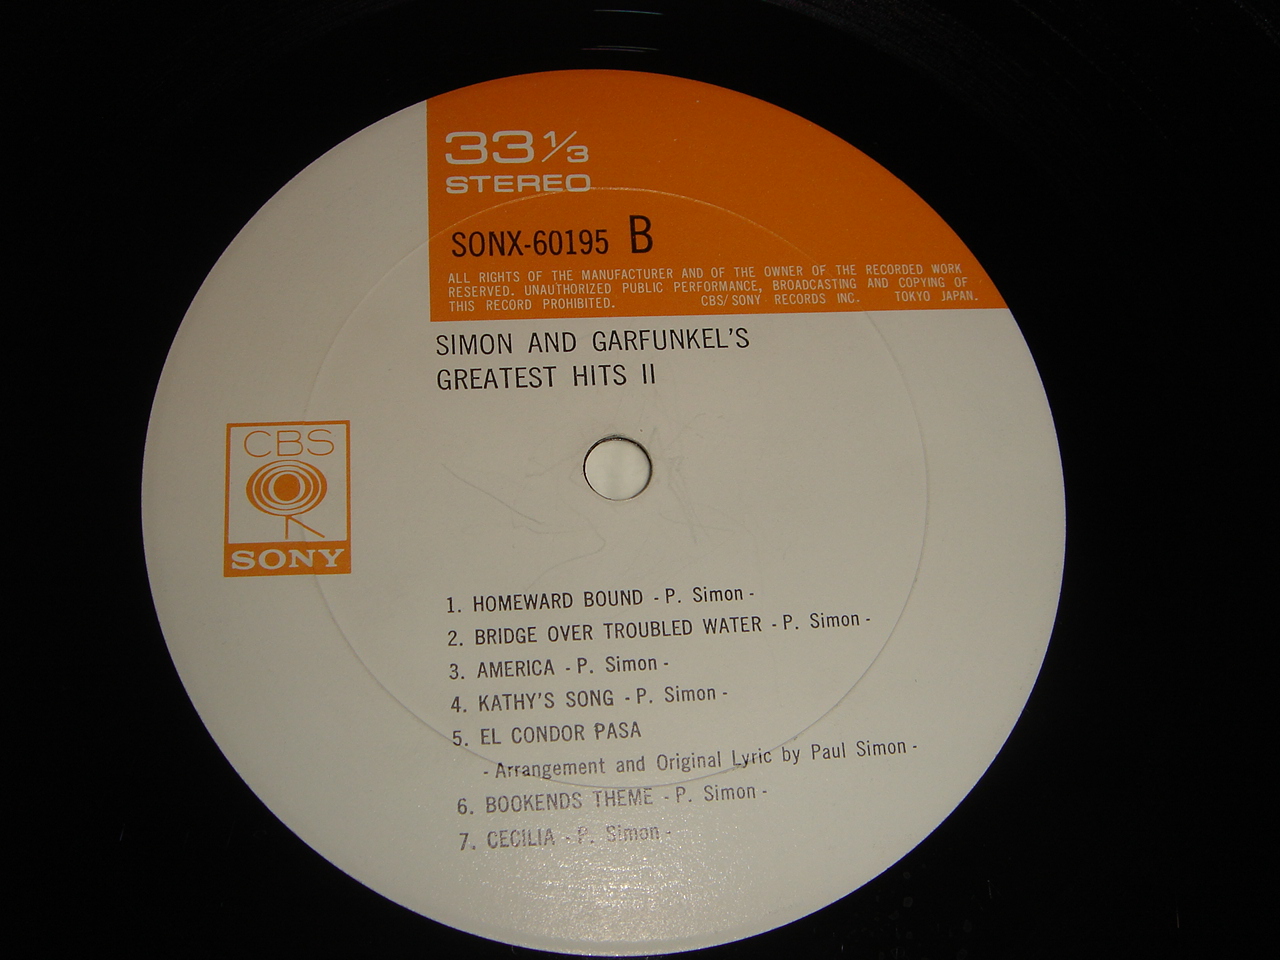 33 1/3
STEREO
SONX-60195 B
ALL RIGHTS OF THE MANUFACTURER AND OF THE OWNER OF THE RECORDED WORK
RESERVED. UNAUTHORIZED PUBLIC PERFORMANCE, BROADCASTING AND COPYING OF
THIS RECORD PROHIBITED. CBS/SONY RECORDS INC. TOKYO JAPAN.
SIMON AND GARFUNKEL'S
GREATEST HITS II
CBS
SONY
1. HOMEWARD BOUND - P. Simon -
2. BRIDGE OVER TROUBLED WATER - P. Simon -
3. AMERICA - P. Simon -
4. KATHY'S SONG - P. Simon -
5. EL CONDOR PASA
- Arrangement and Original Lyric by Paul Simon -
6. BOOKENDS THEME - P. Simon -
7. CECILIA - P. Simon -